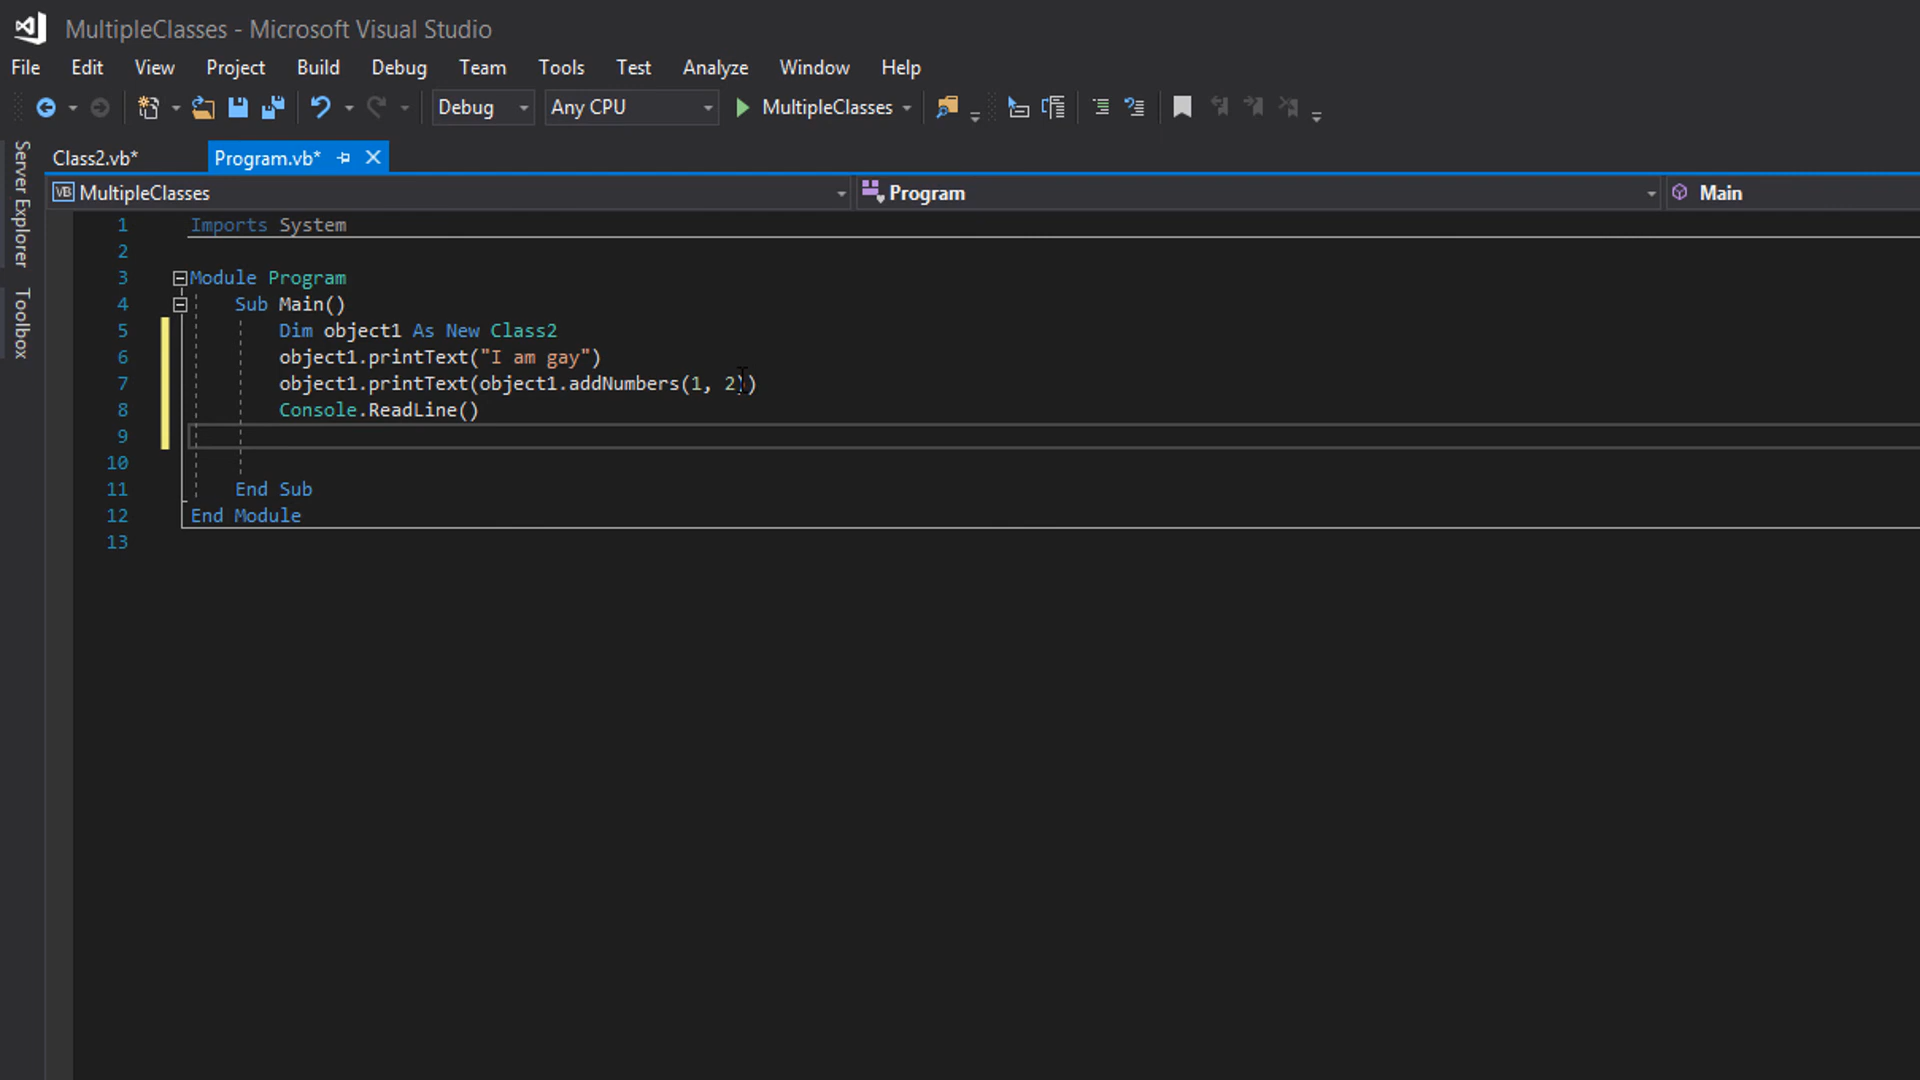 MultipleClasses - Microsoft Visual Studio
File Edit View Project Build Debug Team Tools Test Analyze Window Help
Debug Any CPU MultipleClasses
Server Explorer
Toolbox
Class2.vb* Program.vb*
VB MultipleClasses Program Main
1 Imports System
2
3 Module Program
4 Sub Main()
5 Dim object1 As New Class2
6 object1.printText("I am gay")
7 object1.printText(object1.addNumbers(1, 2))
8 Console.ReadLine()
9
10
11 End Sub
12 End Module
13